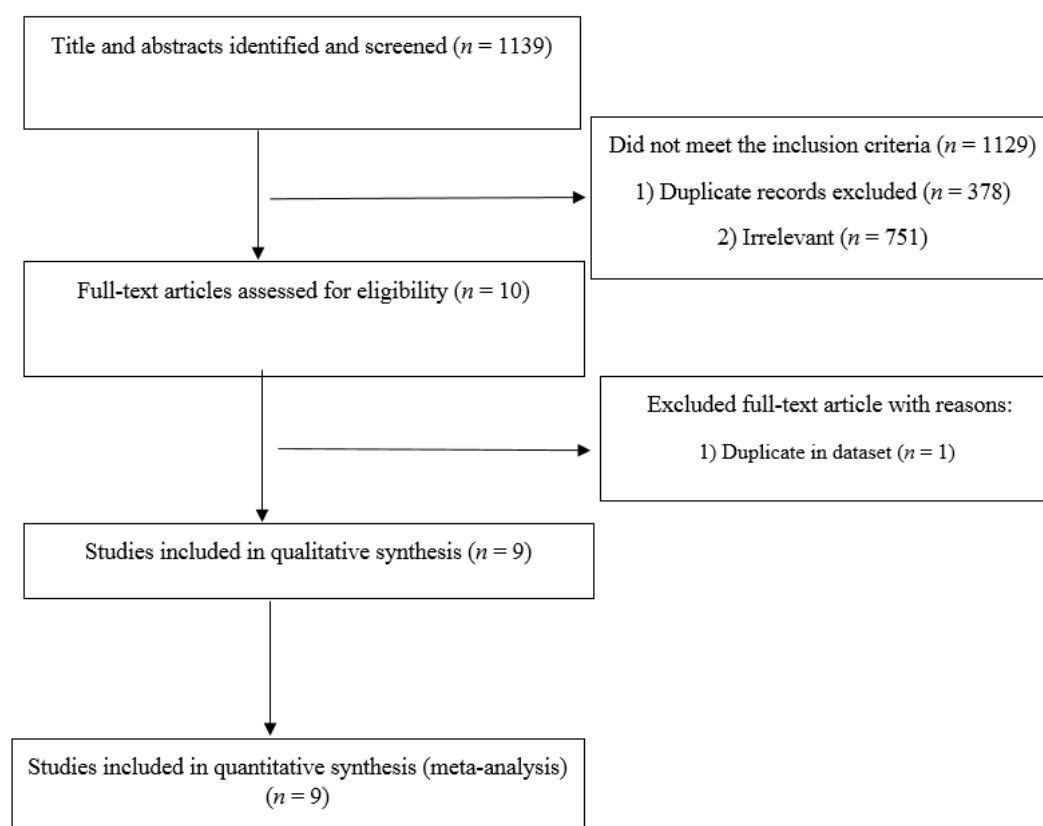 Title and abstracts identified and screened (n = 1139)
Did not meet the inclusion criteria (n = 1129)
1) Duplicate records excluded (n = 378)
2) Irrelevant (n = 751)
Full-text articles assessed for eligibility (n = 10)
Excluded full-text article with reasons:
1) Duplicate in dataset (n = 1)
Studies included in qualitative synthesis (n = 9)
Studies included in quantitative synthesis (meta-analysis)
(n = 9)